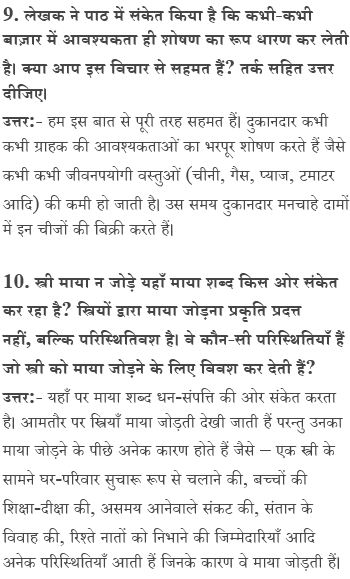 9. लेखक ने पाठ में संकेत किया है कि कभी-कभी
बाज़ार में आवश्यकता ही शोषण का रूप धारण कर लेती
है। क्या आप इस विचार से सहमत हैं? तर्क सहित उत्तर
दीजिए।
उत्तर:- हम इस बात से पूरी तरह सहमत हैं। दुकानदार कभी
कभी ग्राहक की आवश्यकताओं का भरपूर शोषण करते हैं जैसे
कभी कभी जीवनपयोगी वस्तुओं (चीनी, गैस, प्याज, टमाटर
आदि) की कमी हो जाती है। उस समय दुकानदार मनचाहे दामों
में इन चीजों की बिक्री करते हैं।
10. स्त्री माया न जोड़े यहाँ माया शब्द किस ओर संकेत
कर रहा है? स्त्रियों द्वारा माया जोड़ना प्रकृति प्रदत्त
नहीं, बल्कि परिस्थितिवश है। वे कौन-सी परिस्थितियाँ हैं
जो स्त्री को माया जोड़ने के लिए विवश कर देती हैं?
उत्तर:- यहाँ पर माया शब्द धन-संपत्ति की ओर संकेत करता
है। आमतौर पर स्त्रियाँ माया जोड़ती देखी जाती हैं परन्तु उनका
माया जोड़ने के पीछे अनेक कारण होते हैं जैसे – एक स्त्री के
सामने घर-परिवार सुचारू रूप से चलाने की, बच्चों की
शिक्षा-दीक्षा की, असमय आनेवाले संकट की, संतान के
विवाह की, रिश्ते नातों को निभाने की जिम्मेदारियाँ आदि
अनेक परिस्थितियाँ आती हैं जिनके कारण वे माया जोड़ती हैं।